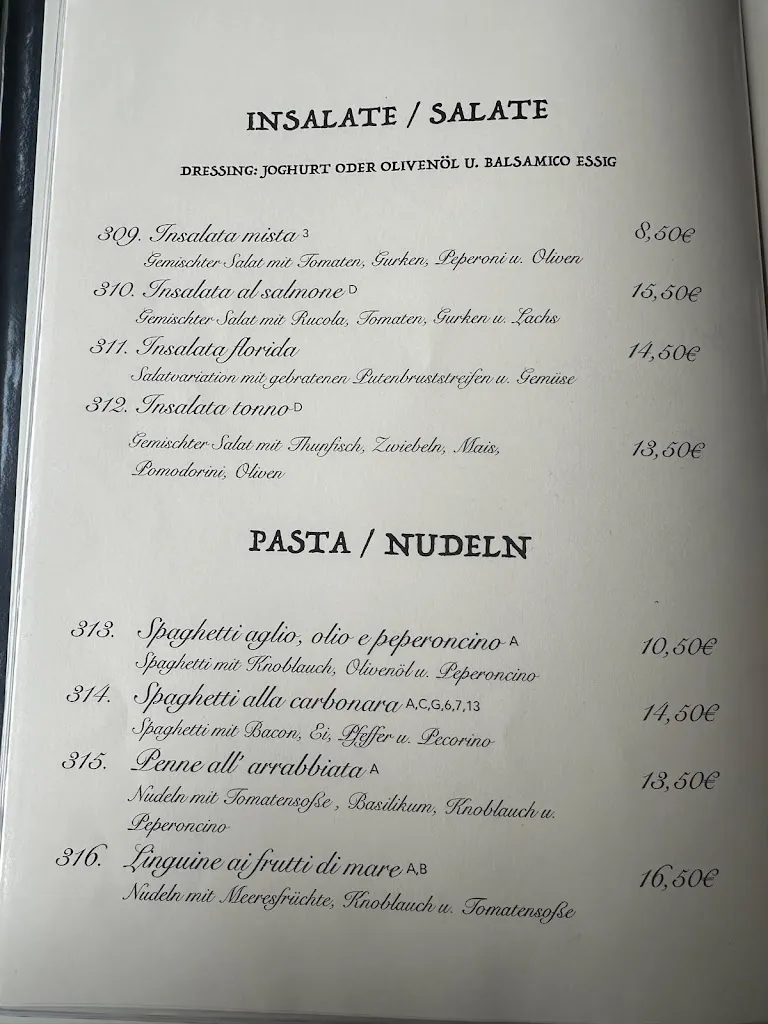 INSALATE / SALATE
DRESSING: JOGHURT ODER OLIVENÖL U. BALSAMICO ESSIG
309. Insalata mista 3 8,50€
Gemischter Salat mit Tomaten, Gurken, Peperoni u. Oliven
310. Insalata al salmone D 15,50€
Gemischter Salat mit Rucola, Tomaten, Gurken u. Lachs
311. Insalata florida 14,50€
Salatvariation mit gebratenen Putenbruststreifen u. Gemüse
312. Insalata tonno D
Gemischter Salat mit Thunfisch, Zwiebeln, Mais, 13,50€
Pomodorini, Oliven
PASTA / NUDELN
313. Spaghetti aglio, olio e peperoncino A 10,50€
Spaghetti mit Knoblauch, Olivenöl u. Peperoncino
314. Spaghetti alla carbonara A,C,G,6,7,13 14,50€
Spaghetti mit Bacon, Ei, Pfeffer u. Pecorino
315. Penne all' arrabbiata A 13,50€
Nudeln mit Tomatensoße , Basilikum, Knoblauch u.
Peperoncino
316. Linguine ai frutti di mare A,B 16,50€
Nudeln mit Meeresfrüchte, Knoblauch u. Tomatensoße